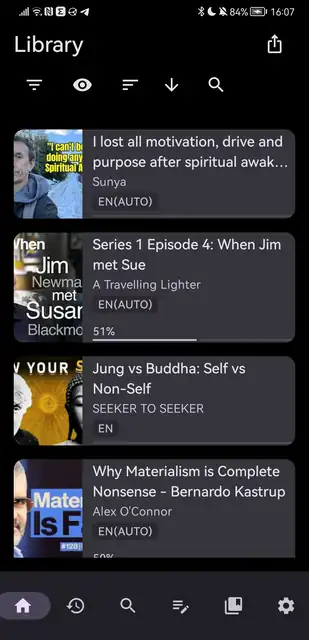 84% 16:07
Library
"I can't b
doing any
Spiritual A
I lost all motivation, drive and
purpose after spiritual awak...
Sunya
EN(AUTO)
When
Jim
Newma
met
Susan
Blackmo
Series 1 Episode 4: When Jim
met Sue
A Travelling Lighter
EN(AUTO)
51%
W YOUR S
Jung vs Buddha: Self vs
Non-Self
SEEKER TO SEEKER
EN
Mater
Is F
#128
Why Materialism is Complete
Nonsense - Bernardo Kastrup
Alex O'Connor
EN(AUTO)